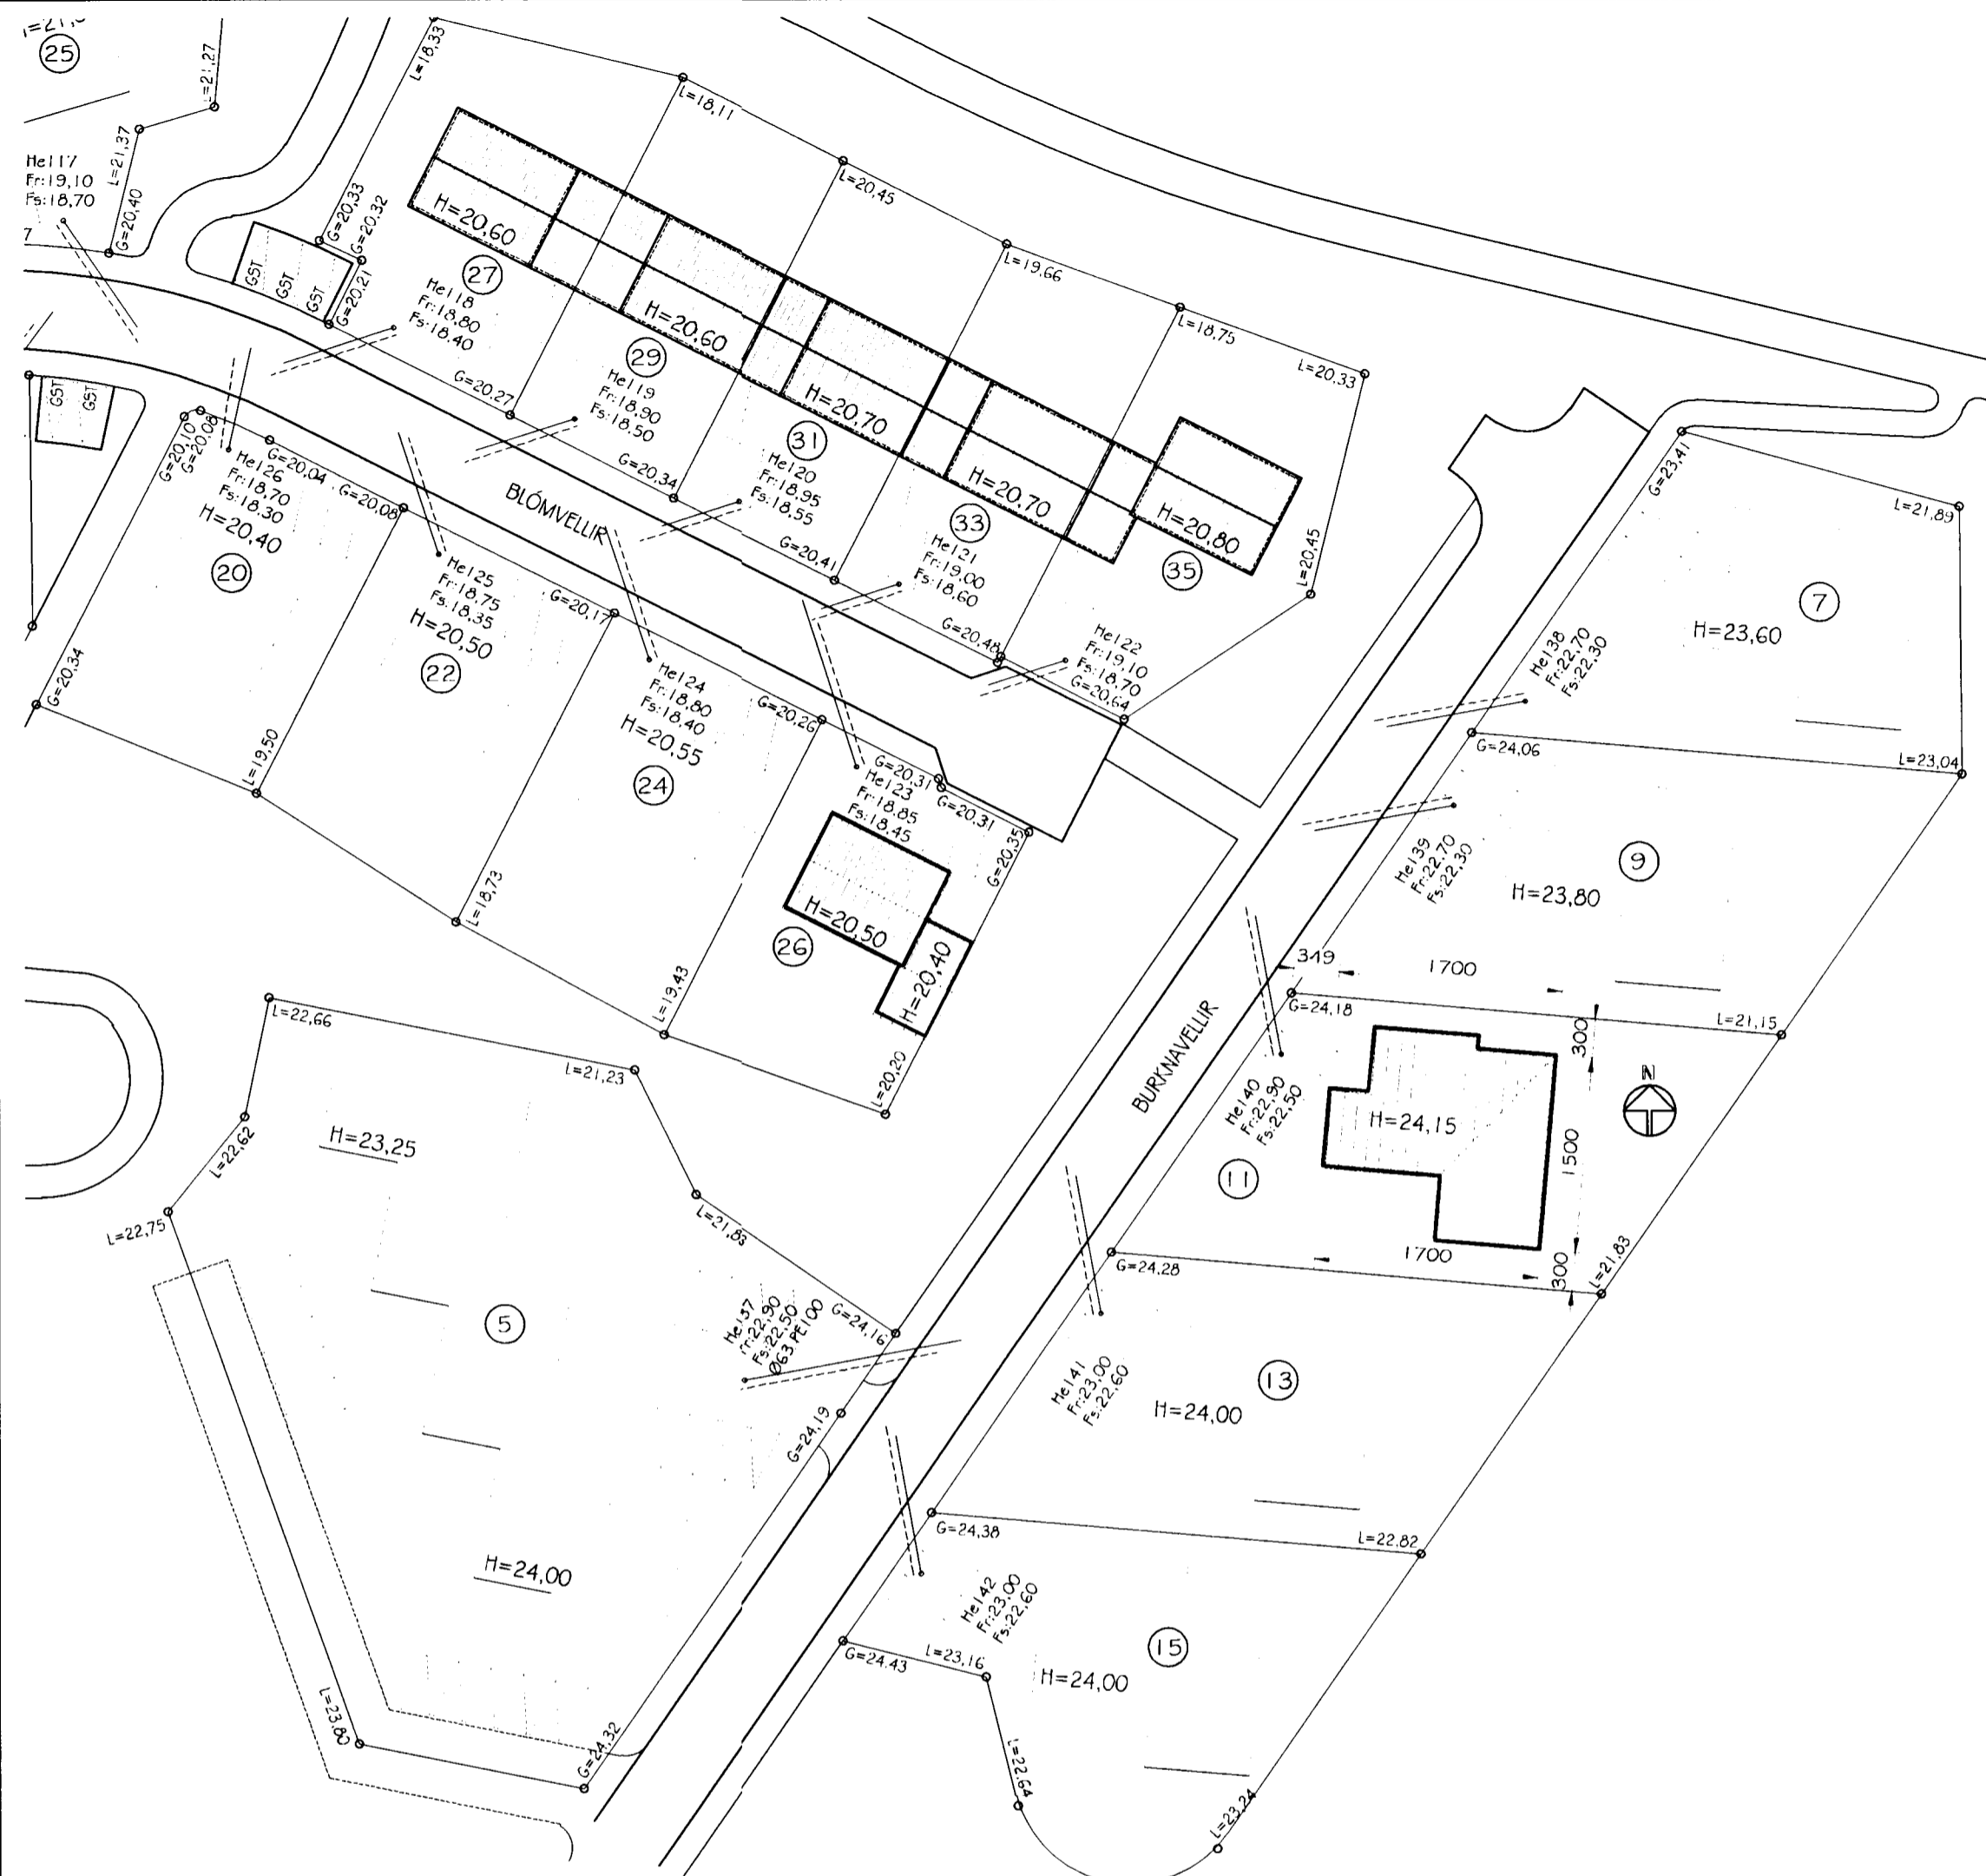 25
L=21,27
L=21,37
G=20,40
He117
Fr:19,10
Fs:18,70
7
L=18,33
G=20,33
G=20,32
G=20,21
GST
GST
GST
L=18,11
L=20,45
L=19,66
L=18,75
L=20,33
L=20,45
H=20,60
27
He118
Fr:18,80
Fs:18,40
G=20,27
H=20,60
29
He119
Fr:18,90
Fs:18,50
G=20,34
H=20,70
31
He120
Fr:18,95
Fs:18,55
G=20,41
H=20,70
33
He121
Fr:19,00
Fs:18,60
G=20,48
H=20,80
35
He122
Fr:19,10
Fs:18,70
G=20,64
BLÓMVELLIR
GST
GST
G=20,10
G=20,08
G=20,04
G=20,08
He126
Fr:18,70
Fs:18,30
H=20,40
20
G=20,34
L=19,50
He125
Fr:18,75
Fs:18,35
H=20,50
22
G=20,17
L=18,73
He124
Fr:18,80
Fs:18,40
H=20,55
24
G=20,26
L=19,43
G=20,31
G=20,31
He123
Fr:18,85
Fs:18,45
G=20,35
H=20,50
26
H=20,40
L=20,20
G=23,41
L=21,89
7
H=23,60
He138
Fr:22,70
Fs:22,30
G=24,06
L=23,04
He139
Fr:22,70
Fs:22,30
9
H=23,80
349
1700
G=24,18
L=21,15
300
N
BURKNAVELLIR
He140
Fr:22,90
Fs:22,50
11
H=24,15
1500
1700
300
G=24,28
L=21,83
L=22,66
L=21,23
L=22,62
L=22,75
H=23,25
L=21,83
5
He137
Fr:22,90
Fs:22,50
Ø63 PE100
G=24,16
G=24,19
H=24,00
L=23,80
G=24,32
He141
Fr:23,00
Fs:22,60
13
H=24,00
G=24,38
L=22,82
He142
Fr:23,00
Fs:22,60
15
H=24,00
G=24,43
L=23,16
L=22,64
L=23,24